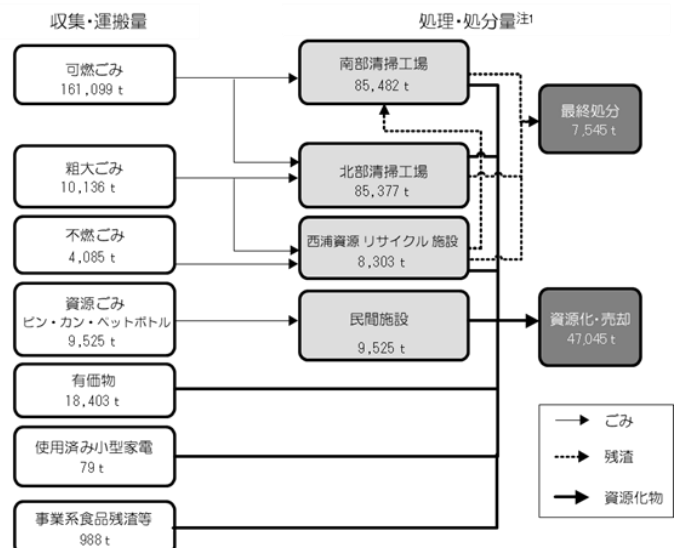 収集・運搬量
処理・処分量注1
可燃ごみ
161,099 t
粗大ごみ
10,136 t
不燃ごみ
4,085 t
資源ごみ
ビン・カン・ペットボトル
9,525 t
有価物
18,403 t
使用済み小型家電
79 t
事業系食品残渣等
988 t
南部清掃工場
85,482 t
北部清掃工場
85,377 t
西浦資源リサイクル施設
8,303 t
民間施設
9,525 t
最終処分
7,545 t
資源化・売却
47,045 t
ごみ
残渣
資源化物